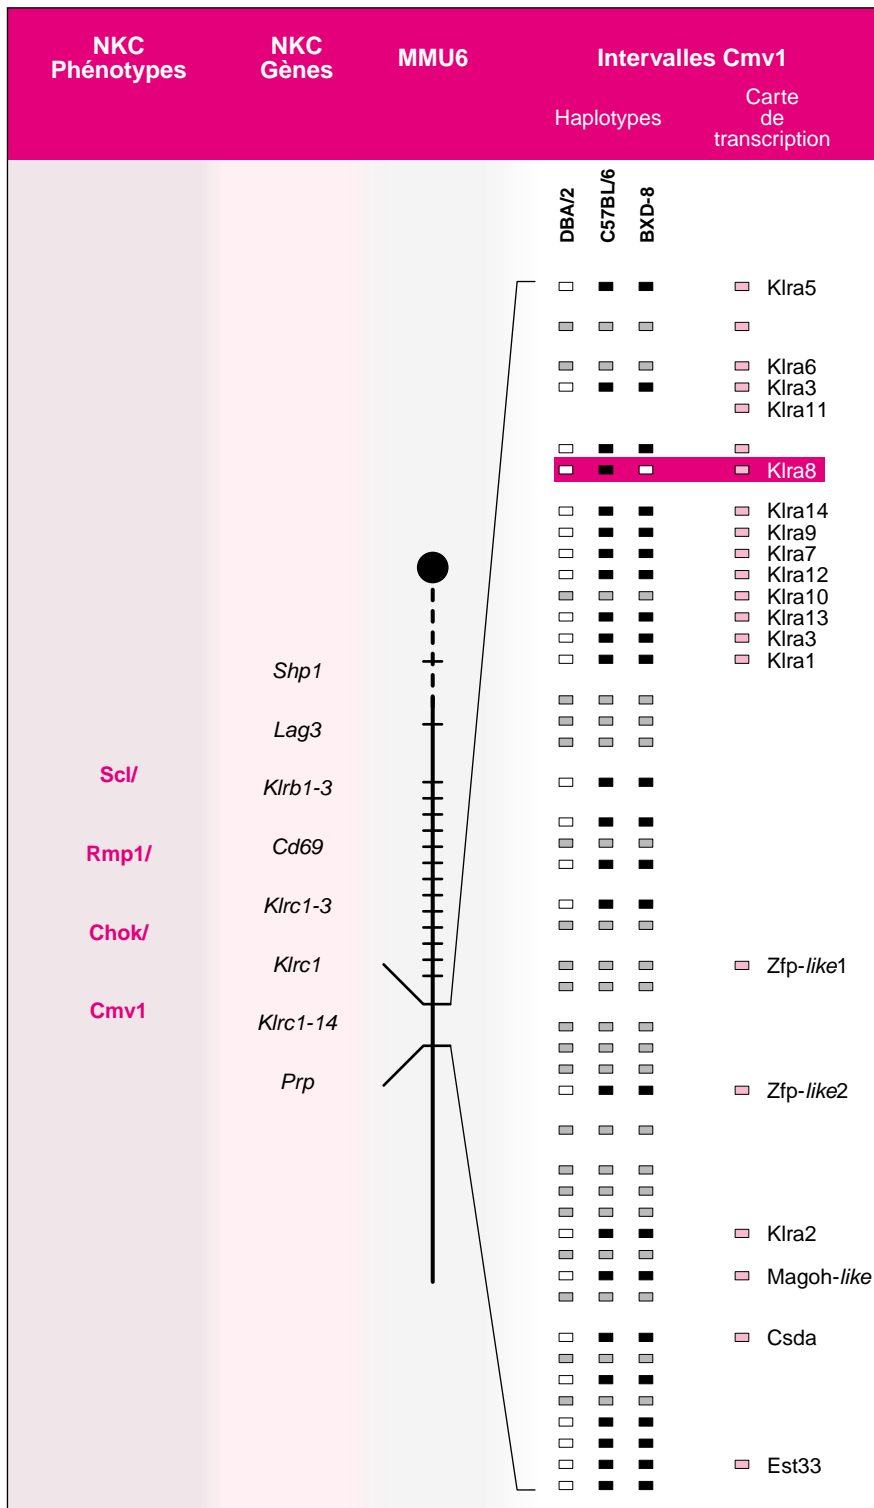 NKC
Phénotypes
NKC
Gènes
MMU6
Intervalles Cmv1
Haplotypes
Carte
de
transcription
DBA/2
C57BL/6
BXD-8
Klra5
Klra6
Klra3
Klra11
Klra8
Klra14
Klra9
Klra7
Klra12
Klra10
Klra13
Klra3
Klra1
Zfp-like1
Zfp-like2
Klra2
Magoh-like
Csda
Est33
Shp1
Lag3
Klrb1-3
Cd69
Klrc1-3
Klrc1
Klrc1-14
Prp
Scl/
Rmp1/
Chok/
Cmv1